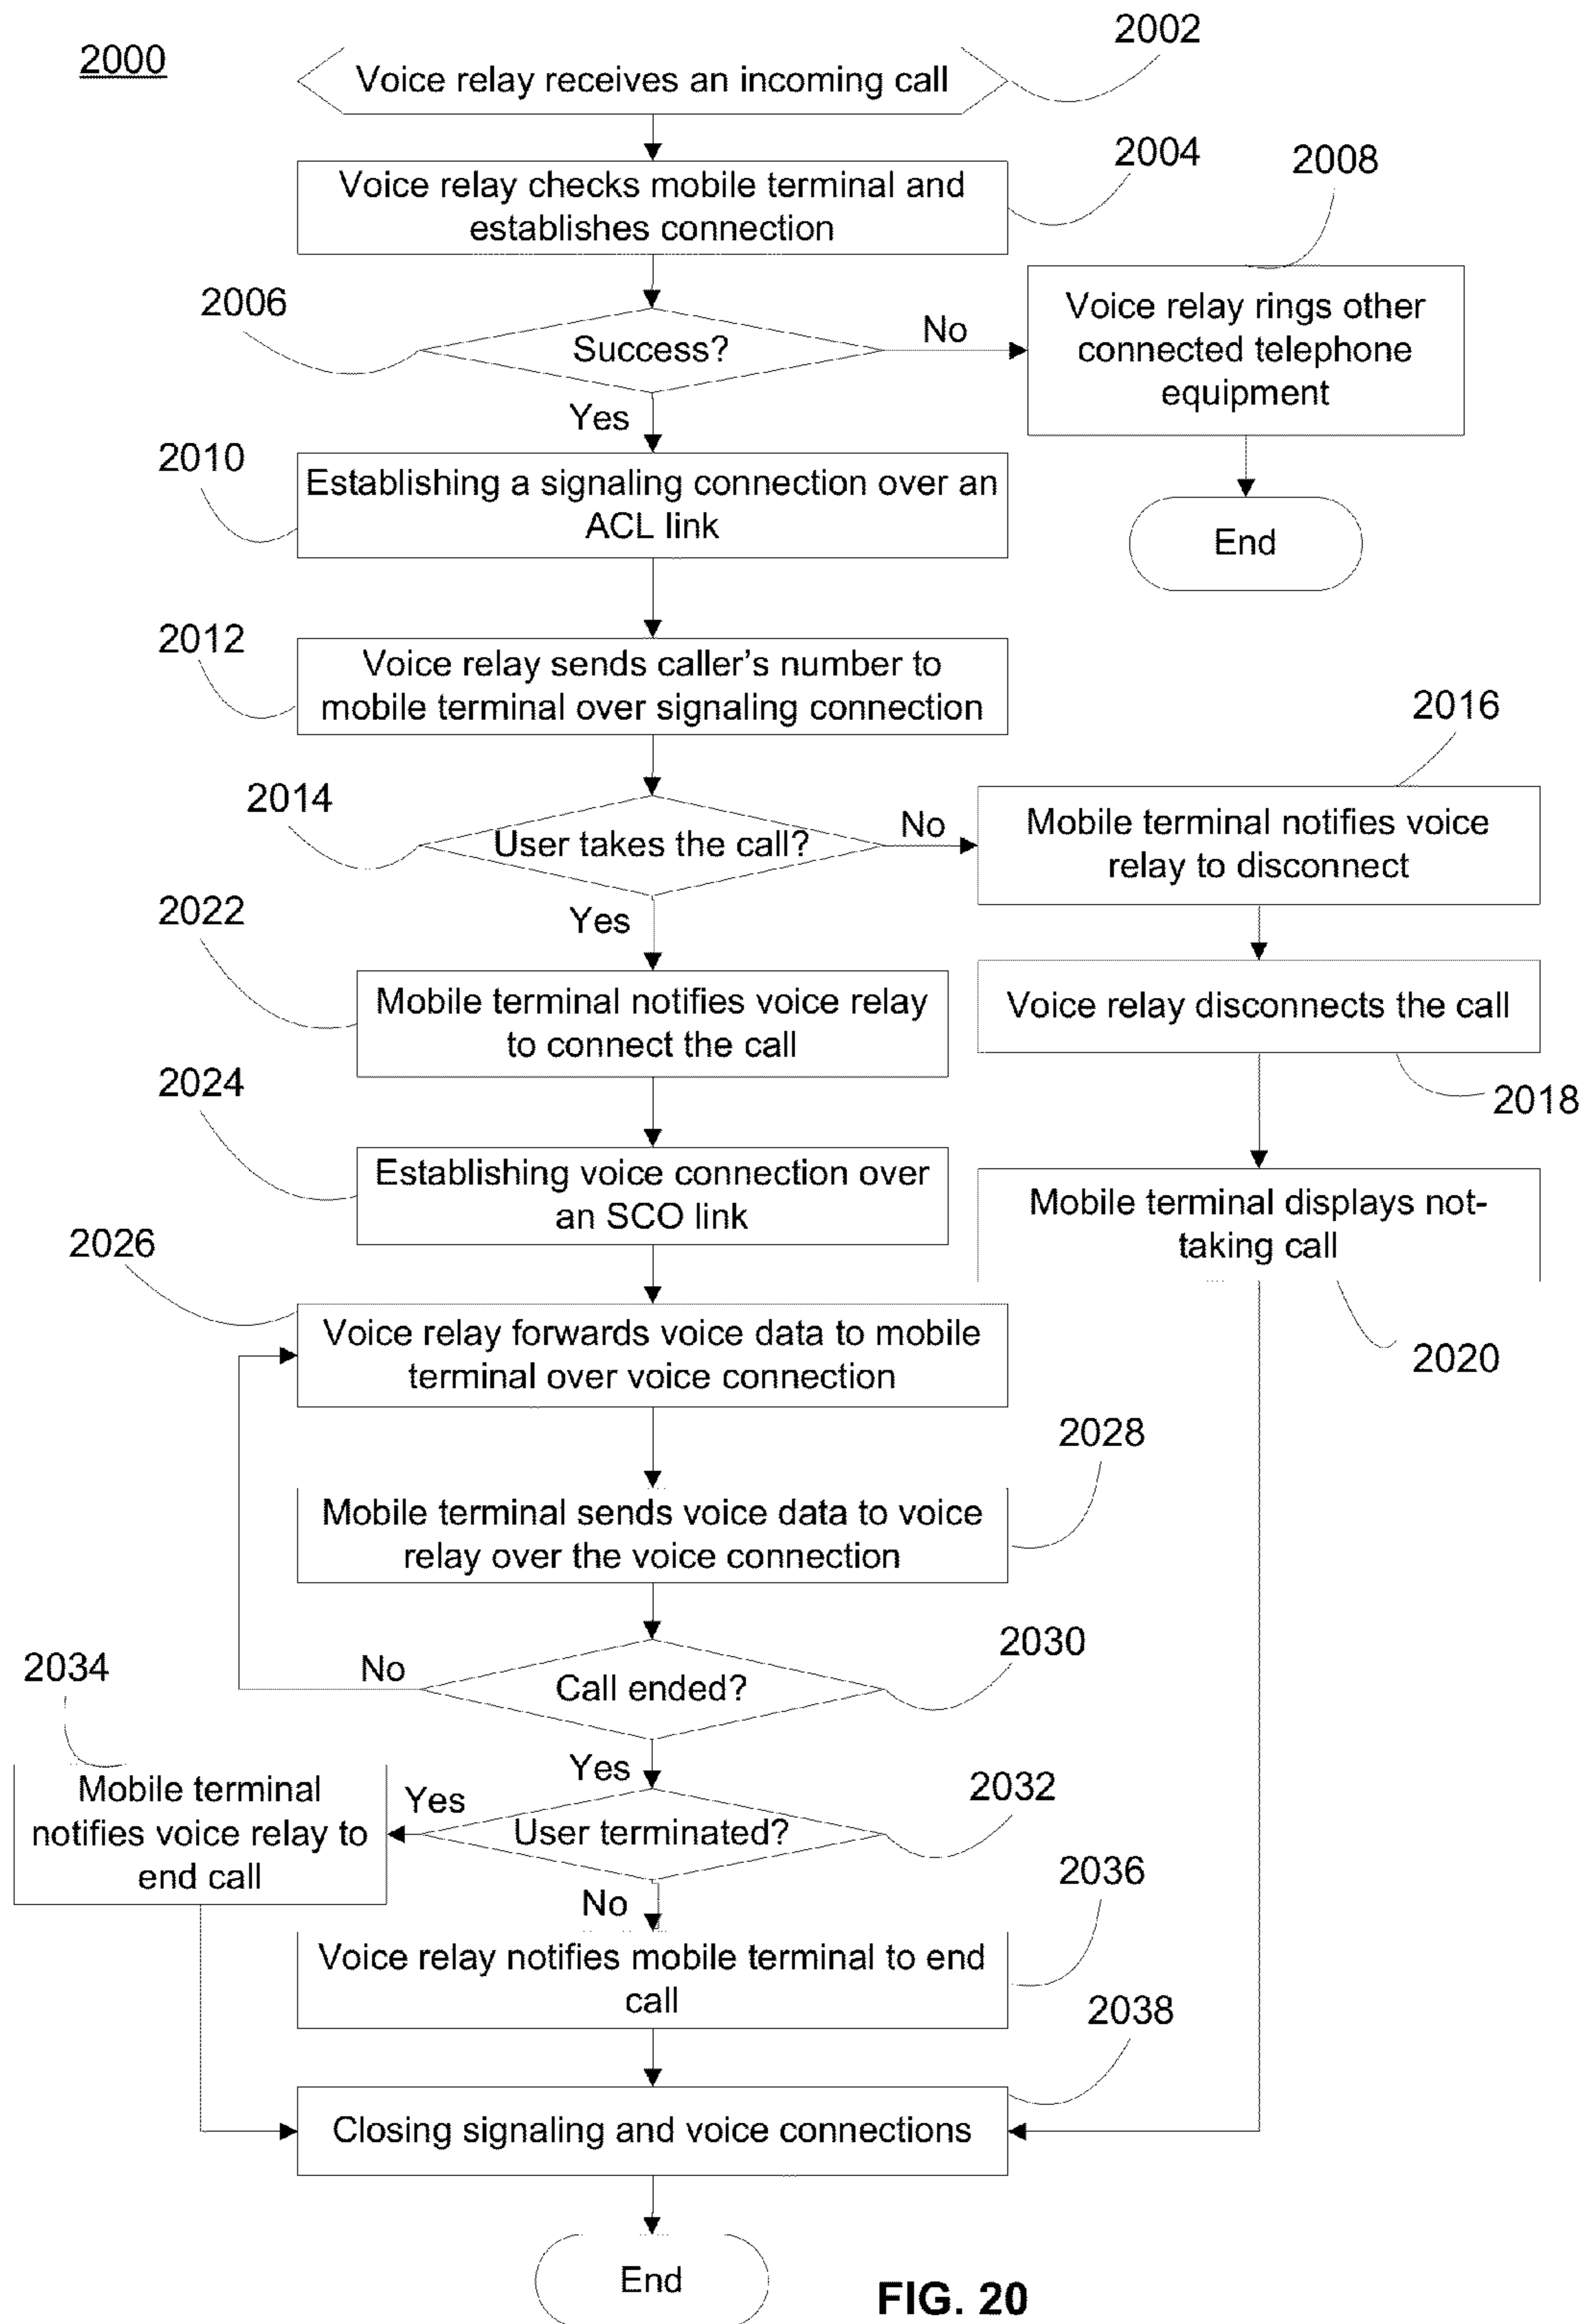 2000
2002
Voice relay receives an incoming call
2004
2008
Voice relay checks mobile terminal and
establishes connection
2006
Success?
No
Voice relay rings other
connected telephone
equipment
Yes
2010
Establishing a signaling connection over an
ACL link
End
2012
Voice relay sends caller's number to
mobile terminal over signaling connection
2016
2014
User takes the call?
No
Mobile terminal notifies voice
relay to disconnect
Yes
2022
Mobile terminal notifies voice relay
to connect the call
Voice relay disconnects the call
2018
2024
Establishing voice connection over
an SCO link
Mobile terminal displays not-
taking call
2020
2026
Voice relay forwards voice data to mobile
terminal over voice connection
2028
Mobile terminal sends voice data to voice
relay over the voice connection
2030
Call ended?
No
Yes
2034
Mobile terminal
notifies voice relay to
end call
Yes
2032
User terminated?
No
2036
Voice relay notifies mobile terminal to end
call
2038
Closing signaling and voice connections
End
FIG. 20